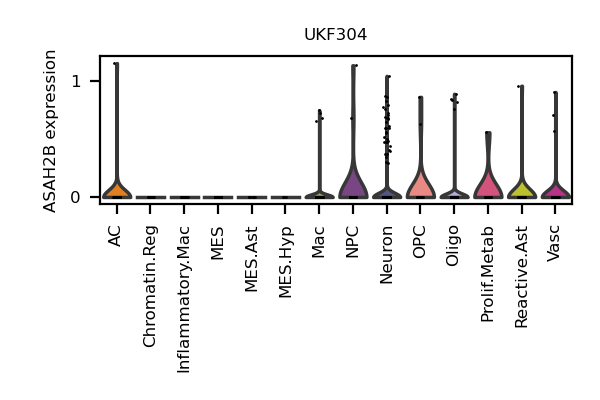 UKF304
ASAH2B expression
1
0
AC
Chromatin.Reg
Inflammatory.Mac
MES
MES.Ast
MES.Hyp
Mac
NPC
Neuron
OPC
Oligo
Prolif.Metab
Reactive.Ast
Vasc